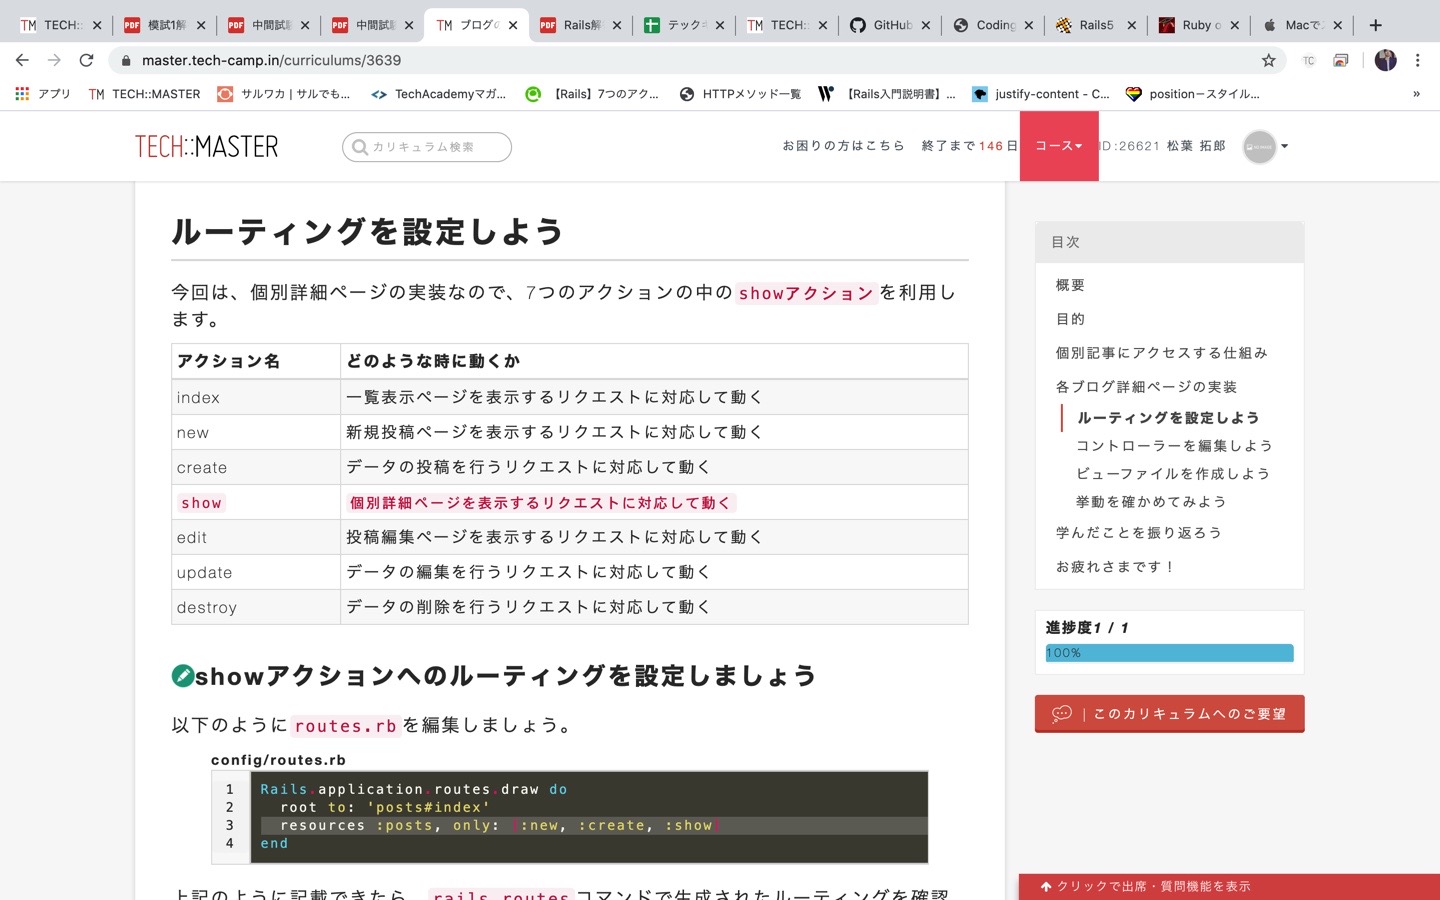 TECH::
模試1解
中間試
中間試
ブログの
Rails解
テック
TECH::
GitHub
Coding
Rails5
Ruby o
Macで
master.tech-camp.in/curriculums/3639
アプリ
TECH::MASTER
サルワカ | サルでも...
TechAcademyマガ...
【Rails】7つのアク...
HTTPメソッド一覧
【Rails入門説明書】...
justify-content - C...
position－スタイル...
»
TECH::MASTER
カリキュラム検索
お困りの方はこちら
終了まで146日
コース
ID:26621 松葉 拓郎
ルーティングを設定しよう
今回は、個別詳細ページの実装なので、7つのアクションの中のshowアクションを利用し
ます。
アクション名 どのような時に動くか
index 一覧表示ページを表示するリクエストに対応して動く
new 新規投稿ページを表示するリクエストに対応して動く
create データの投稿を行うリクエストに対応して動く
show 個別詳細ページを表示するリクエストに対応して動く
edit 投稿編集ページを表示するリクエストに対応して動く
update データの編集を行うリクエストに対応して動く
destroy データの削除を行うリクエストに対応して動く
showアクションへのルーティングを設定しましょう
以下のようにroutes.rbを編集しましょう。
config/routes.rb
1 Rails.application.routes.draw do
2 root to: 'posts#index'
3 resources :posts, only: [:new, :create, :show]
4 end
上記のように記載できたら、rails routesコマンドで生成されたルーティングを確認
目次
概要
目的
個別記事にアクセスする仕組み
各ブログ詳細ページの実装
ルーティングを設定しよう
コントローラーを編集しよう
ビューファイルを作成しよう
挙動を確かめてみよう
学んだことを振り返ろう
お疲れさまです！
進捗度1 / 1
100%
| このカリキュラムへのご要望
クリックで出席・質問機能を表示